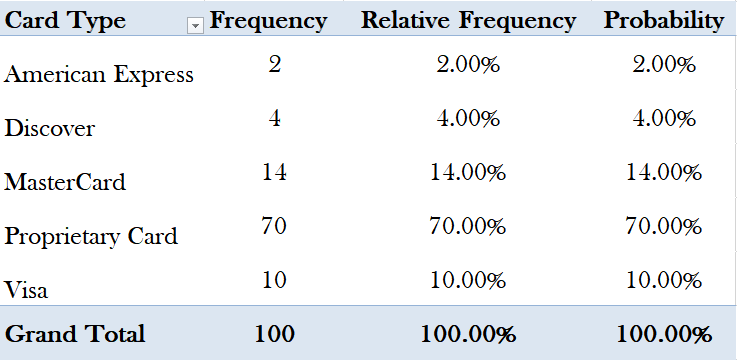 Card Type Frequency Relative Frequency Probability
American Express 2 2.00% 2.00%
Discover 4 4.00% 4.00%
MasterCard 14 14.00% 14.00%
Proprietary Card 70 70.00% 70.00%
Visa 10 10.00% 10.00%
Grand Total 100 100.00% 100.00%